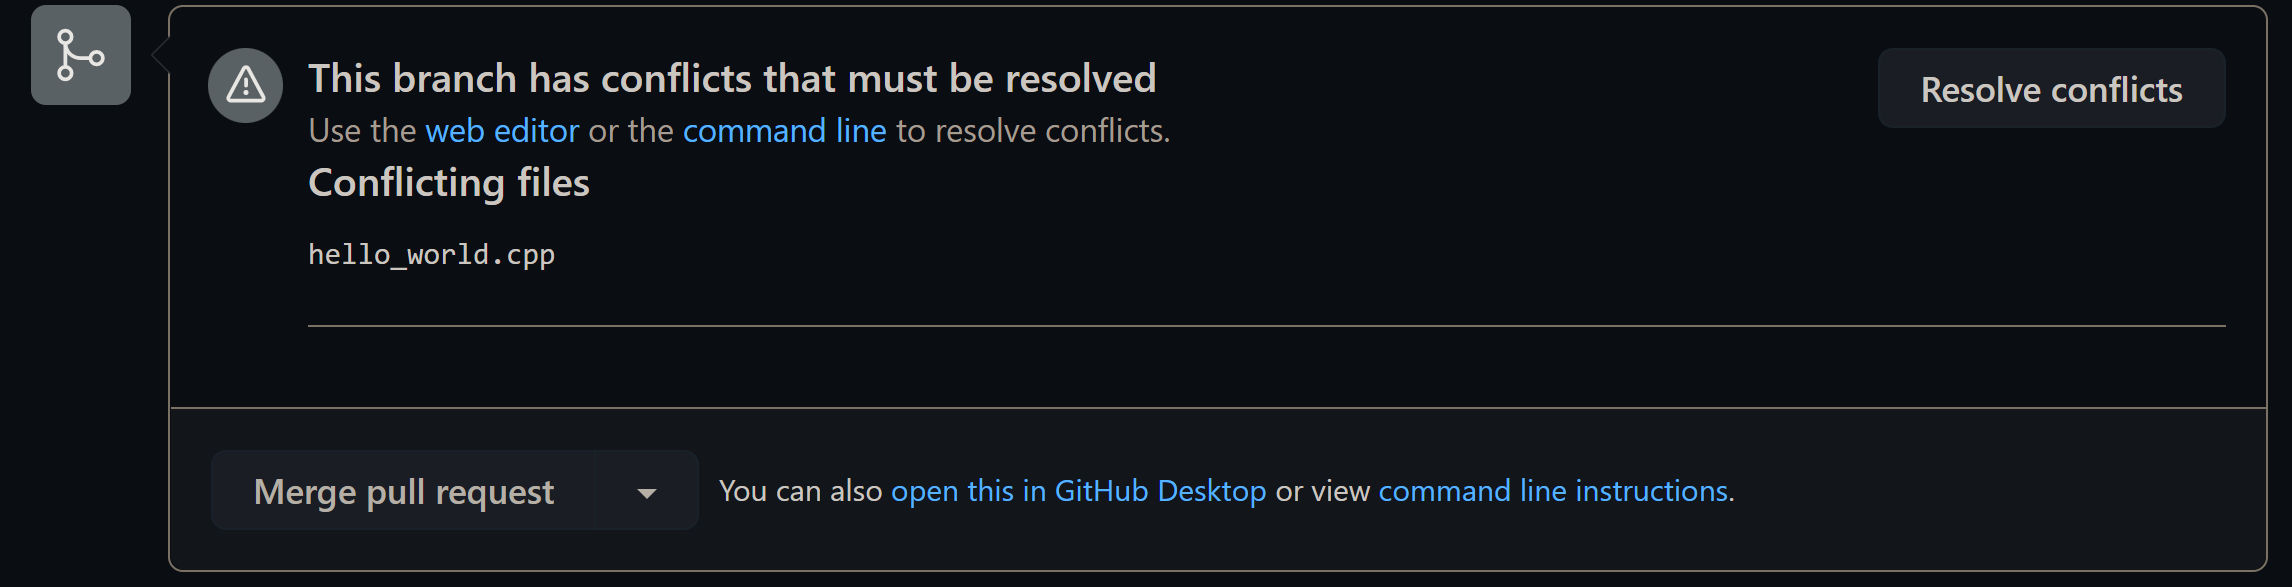 This branch has conflicts that must be resolved
Resolve conflicts
Use the web editor or the command line to resolve conflicts.
Conflicting files
hello_world.cpp
Merge pull request
You can also open this in GitHub Desktop or view command line instructions.